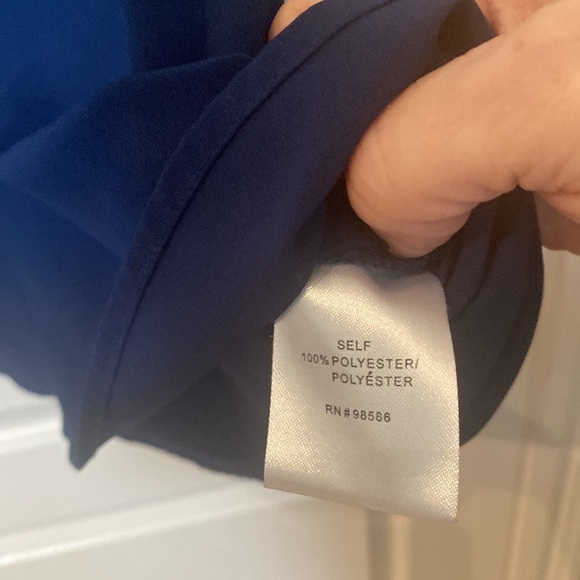 SELF
100% POLYESTER/
POLYÉSTER
RN#98586